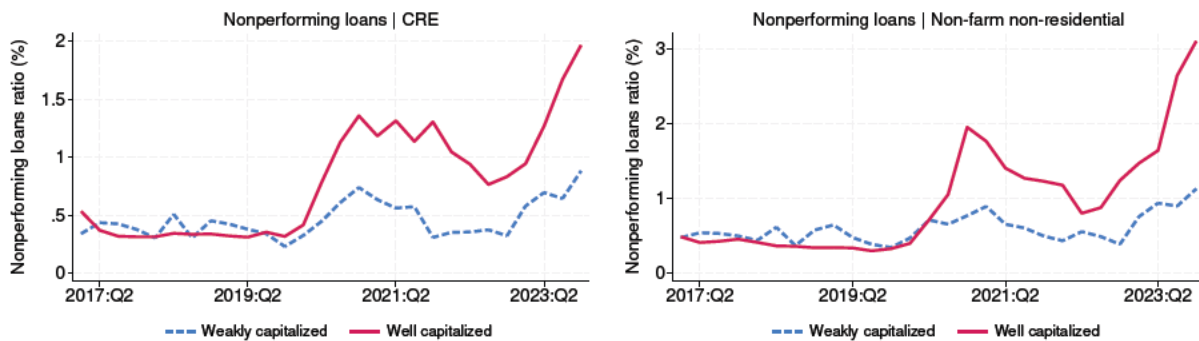 Nonperforming loans | CRE
Nonperforming loans ratio (%)
2
1.5
1
.5
0
2017:Q2 2019:Q2 2021:Q2 2023:Q2
Weakly capitalized Well capitalized
Nonperforming loans | Non-farm non-residential
Nonperforming loans ratio (%)
3
2
1
0
2017:Q2 2019:Q2 2021:Q2 2023:Q2
Weakly capitalized Well capitalized